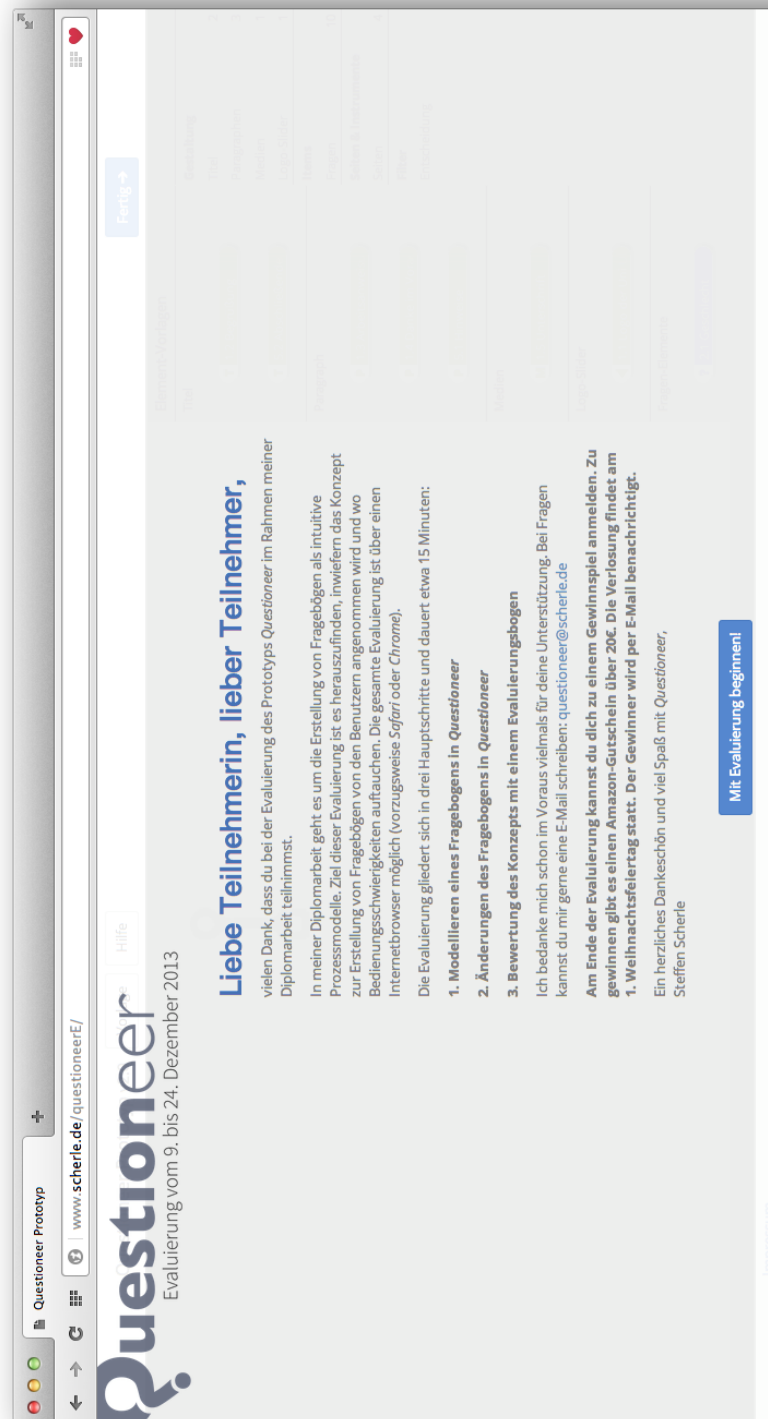 Questioneer Prototyp
www.scherle.de/questioneerE/
Questioneer
Evaluierung vom 9. bis 24. Dezember 2013
Hilfe
Fertig
Liebe Teilnehmerin, lieber Teilnehmer,
vielen Dank, dass du bei der Evaluierung des Prototyps Questioneer im Rahmen meiner
Diplomarbeit teilnimmst.
In meiner Diplomarbeit geht es um die Erstellung von Fragebögen als intuitive
Prozessmodelle. Ziel dieser Evaluierung ist es herauszufinden, inwiefern das Konzept
zur Erstellung von Fragebögen von den Benutzern angenommen wird und wo
Bedienungsschwierigkeiten auftauchen. Die gesamte Evaluierung ist über einen
Internetbrowser möglich (vorzugsweise Safari oder Chrome).
Die Evaluierung gliedert sich in drei Hauptschritte und dauert etwa 15 Minuten:
1. Modellieren eines Fragebogens in Questioneer
2. Änderungen des Fragebogens in Questioneer
3. Bewertung des Konzepts mit einem Evaluierungsbogen
Ich bedanke mich schon im Voraus vielmals für deine Unterstützung. Bei Fragen
kannst du mir gerne eine E-Mail schreiben: questioneer@scherle.de
Am Ende der Evaluierung kannst du dich zu einem Gewinnspiel anmelden. Zu
gewinnen gibt es einen Amazon-Gutschein über 20€. Die Verlosung findet am
1. Weihnachtsfeiertag statt. Der Gewinner wird per E-Mail benachrichtigt.
Ein herzliches Dankeschön und viel Spaß mit Questioneer,
Steffen Scherle
Mit Evaluierung beginnen!